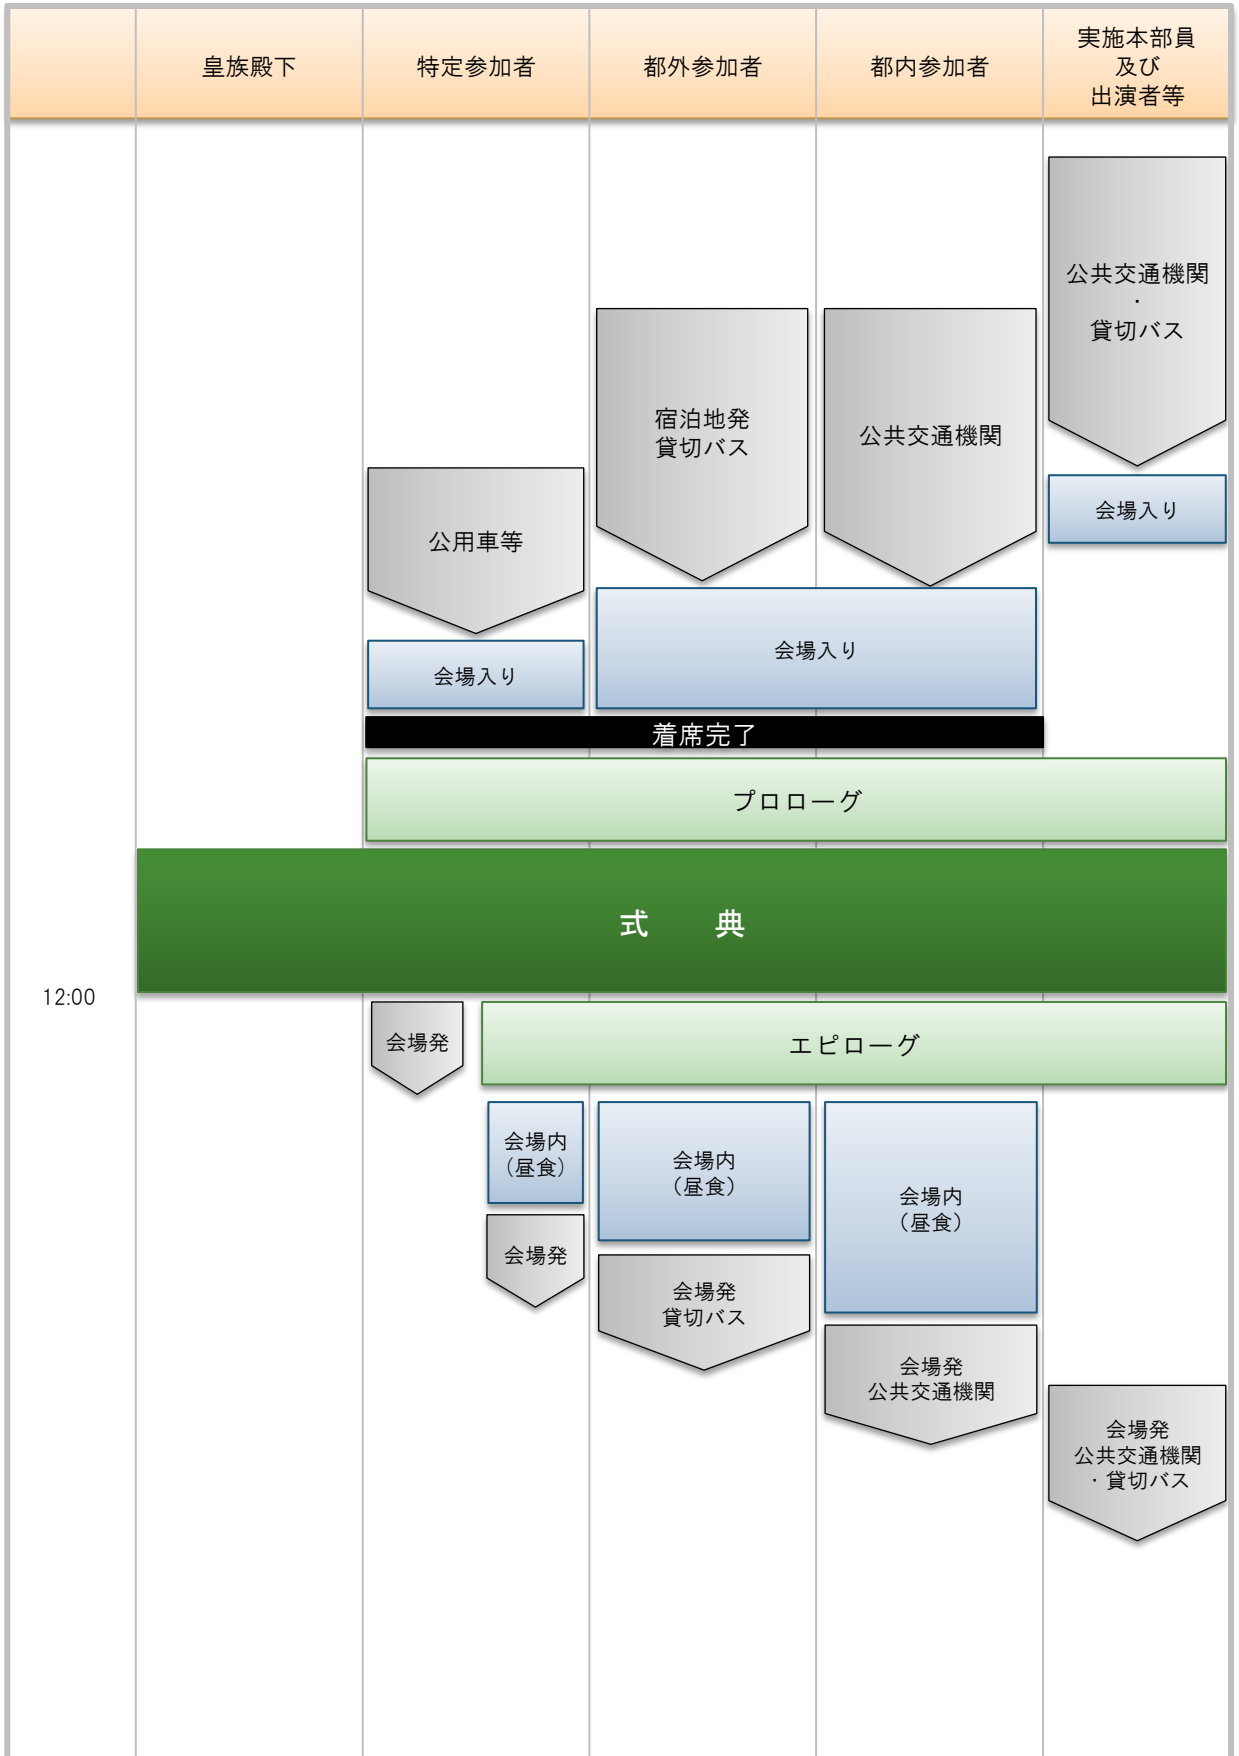 皇族殿下
特定参加者
都外参加者
都内参加者
実施本部員
及び
出演者等
公共交通機関
・
貸切バス
宿泊地発
貸切バス
公共交通機関
公用車等
会場入り
会場入り
会場入り
着席完了
プロローグ
式　典
12:00
会場発
エピローグ
会場内
（昼食）
会場内
（昼食）
会場内
（昼食）
会場発
会場発
貸切バス
会場発
公共交通機関
会場発
公共交通機関
・貸切バス